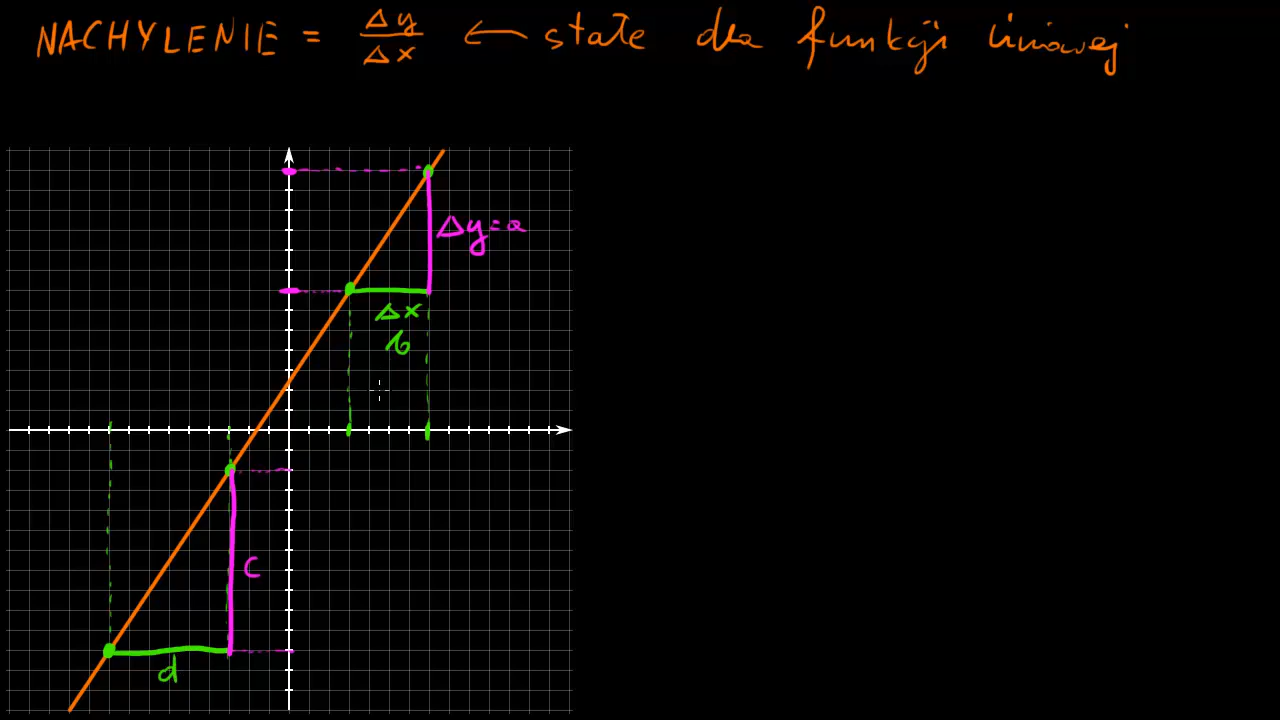 NACHYLENIE = Δy/Δx ← stałe dla funkcji liniowej
Δy=a
Δx
b
c
d